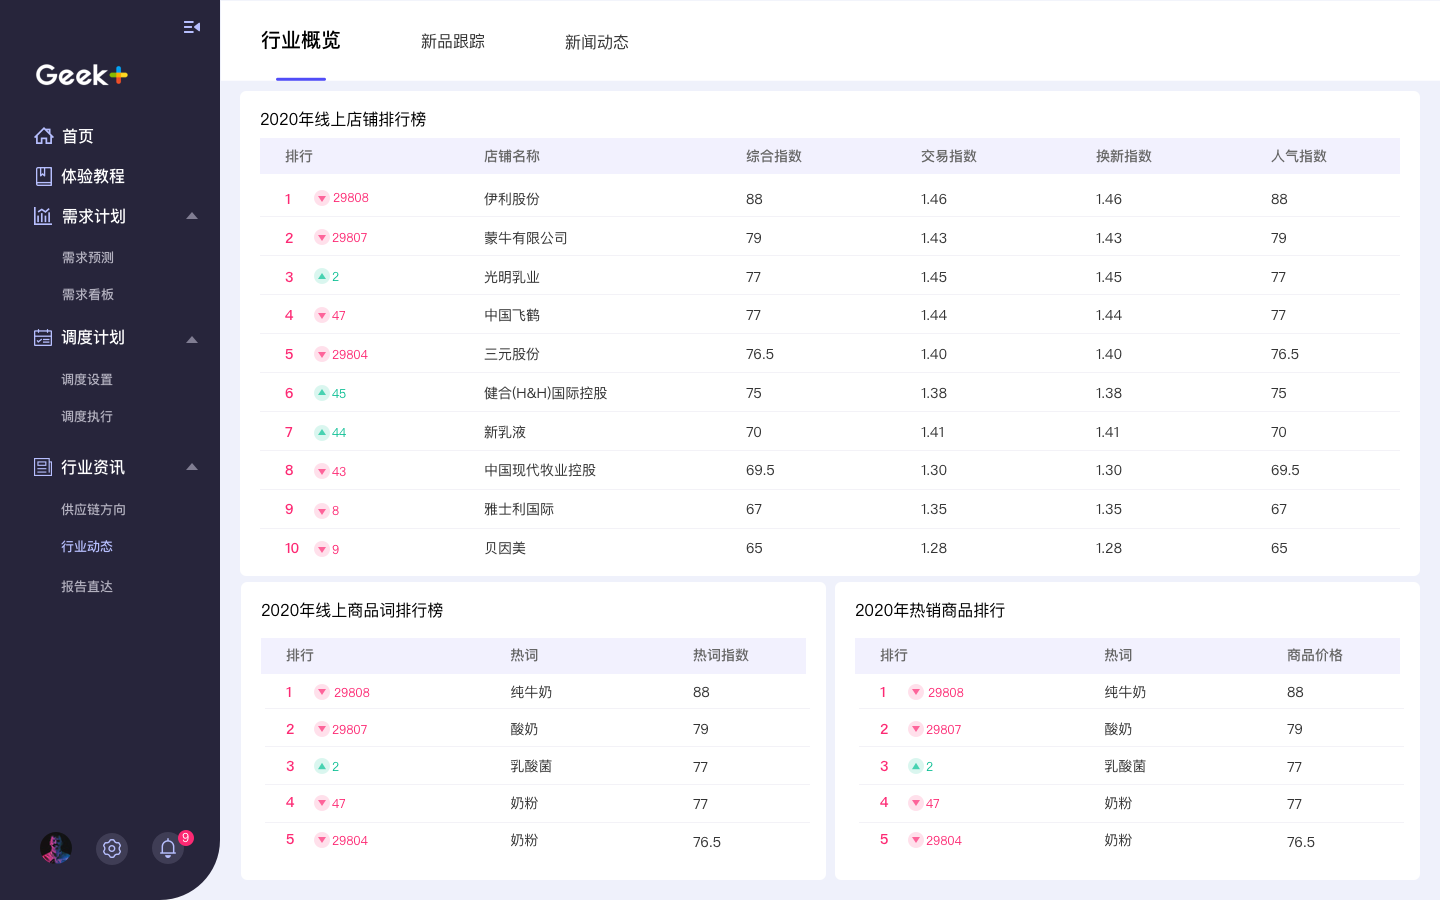 Geek+
首页
体验教程
需求计划
需求预测
需求看板
调度计划
调度设置
调度执行
行业资讯
供应链方向
行业动态
报告直达
9
行业概览 新品跟踪 新闻动态
2020年线上店铺排行榜
排行 店铺名称 综合指数 交易指数 换新指数 人气指数
1 29808 伊利股份 88 1.46 1.46 88
2 29807 蒙牛有限公司 79 1.43 1.43 79
3 2 光明乳业 77 1.45 1.45 77
4 47 中国飞鹤 77 1.44 1.44 77
5 29804 三元股份 76.5 1.40 1.40 76.5
6 45 健合(H&H)国际控股 75 1.38 1.38 75
7 44 新乳液 70 1.41 1.41 70
8 43 中国现代牧业控股 69.5 1.30 1.30 69.5
9 8 雅士利国际 67 1.35 1.35 67
10 9 贝因美 65 1.28 1.28 65
2020年线上商品词排行榜
排行 热词 热词指数
1 29808 纯牛奶 88
2 29807 酸奶 79
3 2 乳酸菌 77
4 47 奶粉 77
5 29804 奶粉 76.5
2020年热销商品排行
排行 热词 商品价格
1 29808 纯牛奶 88
2 29807 酸奶 79
3 2 乳酸菌 77
4 47 奶粉 77
5 29804 奶粉 76.5